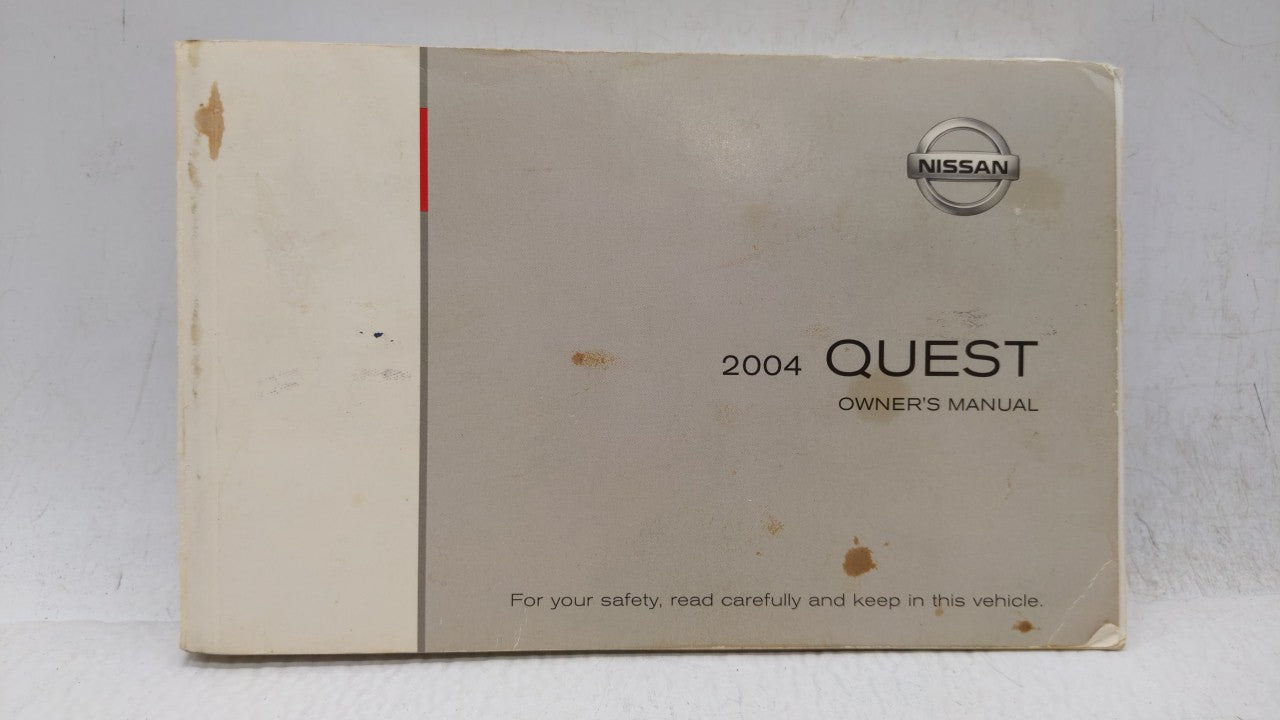 NISSAN
2004 QUEST
OWNER'S MANUAL
For your safety, read carefully and keep in this vehicle.